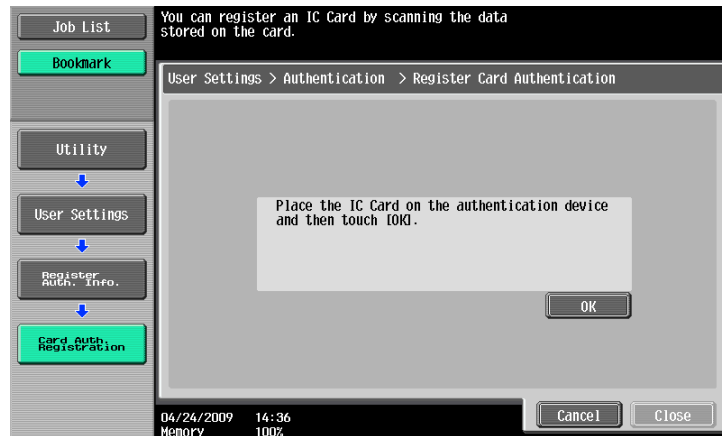 Job List
Bookmark
You can register an IC Card by scanning the data
stored on the card.
User Settings > Authentication > Register Card Authentication
Utility
User Settings
Register
Auth. Info.
Card Auth.
Registration
Place the IC Card on the authentication device
and then touch [OK].
OK
04/24/2009 14:36
Memory 100%
Cancel
Close